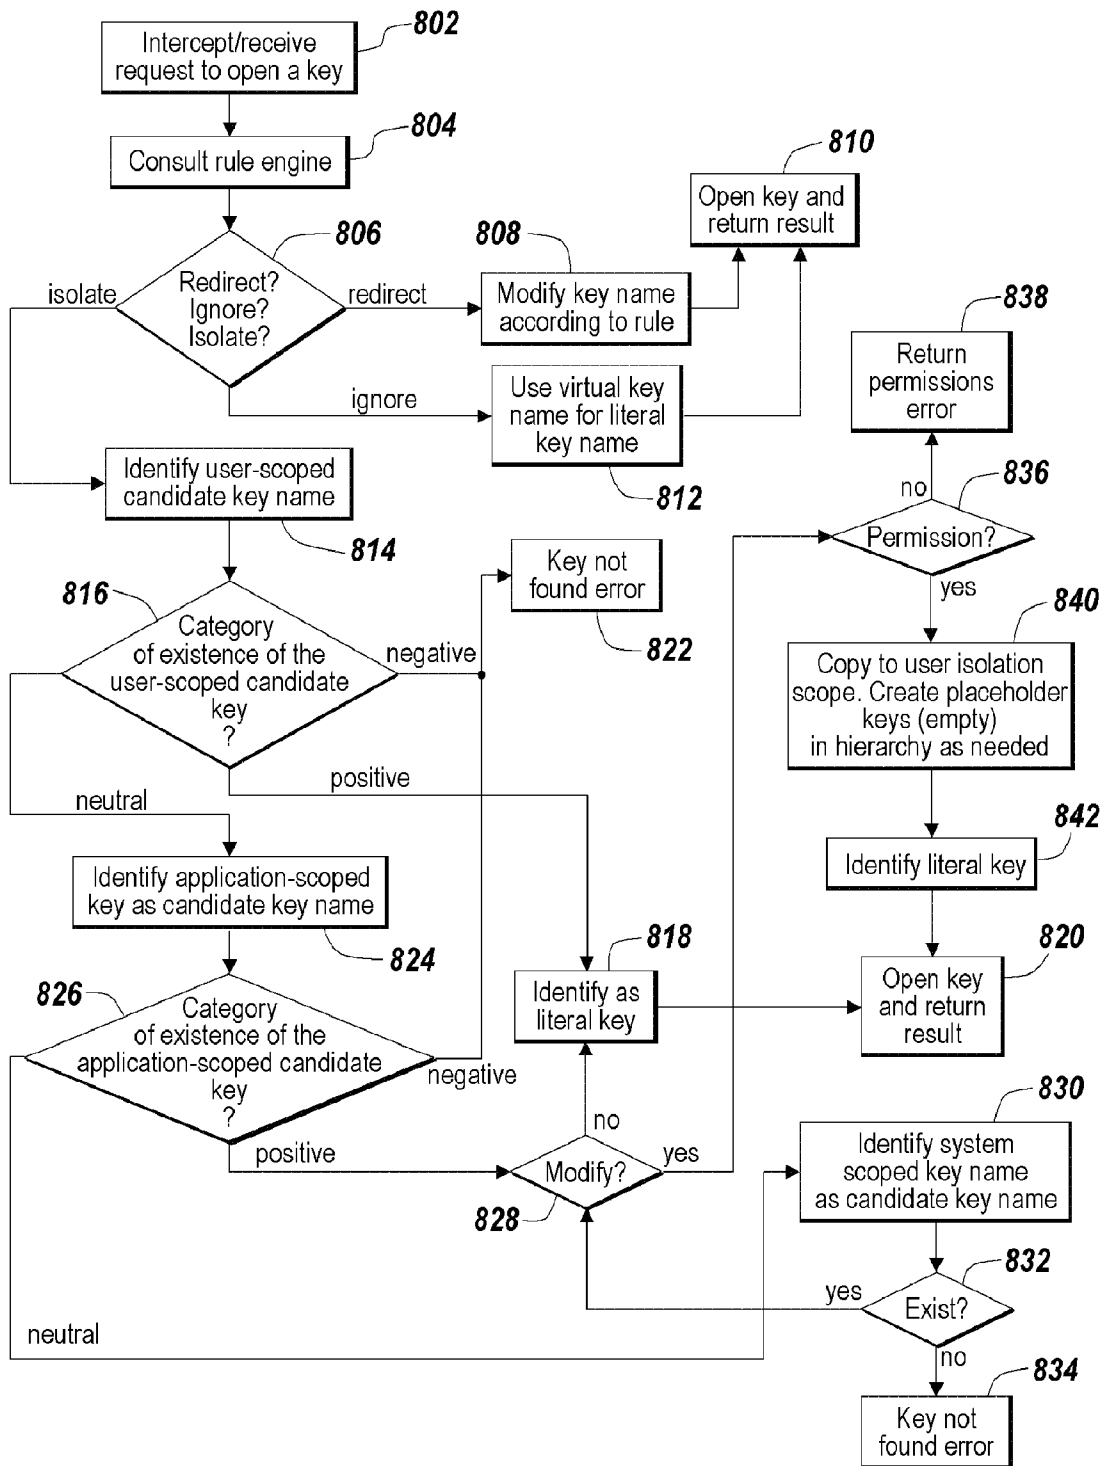 802
Intercept/receive
request to open a key
804
Consult rule engine
810
Open key and
return result
806
Redirect?
Ignore?
Isolate?
isolate
redirect
808
Modify key name
according to rule
ignore
Use virtual key
name for literal
key name
812
838
Return
permissions
error
no
836
Permission?
yes
Identify user-scoped
candidate key name
814
Key not
found error
822
816
Category
of existence of the
user-scoped candidate
key
?
negative
positive
neutral
840
Copy to user isolation
scope. Create placeholder
keys (empty)
in hierarchy as needed
842
Identify literal key
Identify application-scoped
key as candidate key name
824
818
Identify as
literal key
820
Open key
and return
result
826
Category
of existence of the
application-scoped candidate
key
?
negative
positive
no
Modify?
yes
828
830
Identify system
scoped key name
as candidate key name
832
yes
Exist?
no
neutral
834
Key not
found error